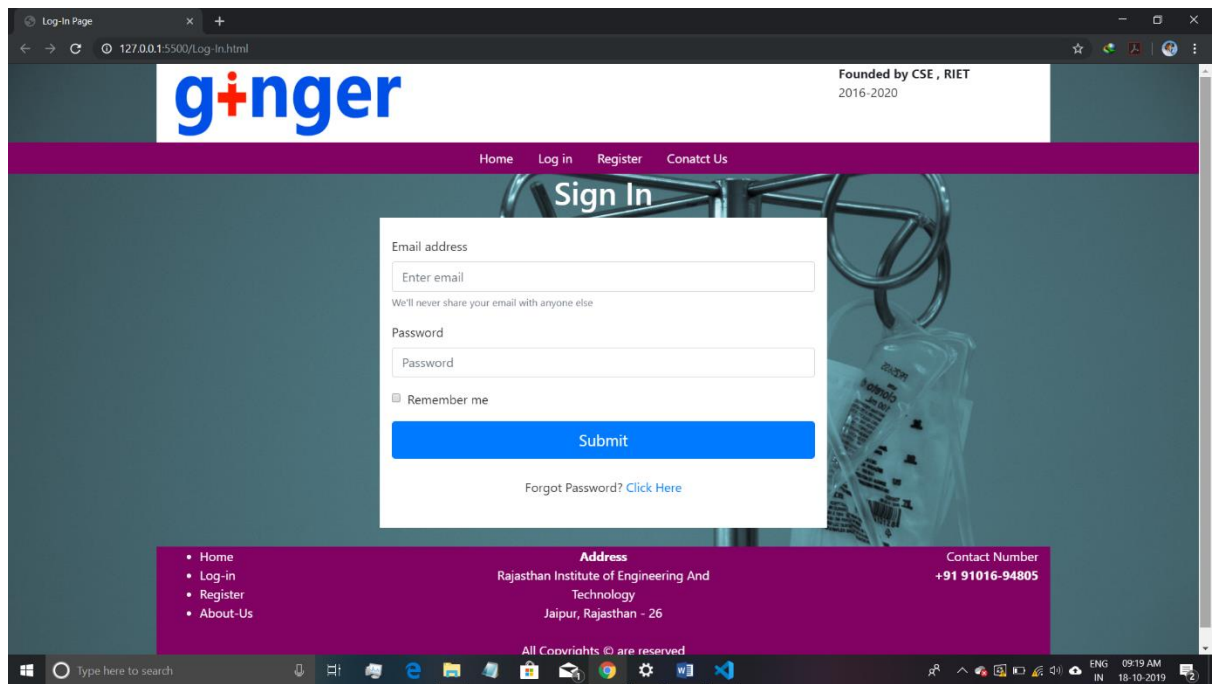 Log-In Page
127.0.0.1:5500/Log-In.html
ginger
Founded by CSE , RIET
2016-2020
Home Log in Register Conatct Us
Sign In
Email address
Enter email
We'll never share your email with anyone else
Password
Password
Remember me
Submit
Forgot Password? Click Here
Home
Log-in
Register
About-Us
Address
Rajasthan Institute of Engineering And
Technology
Jaipur, Rajasthan - 26
All Copyrights © are reserved
Contact Number
+91 91016-94805
Type here to search
ENG
IN
09:19 AM
18-10-2019
2